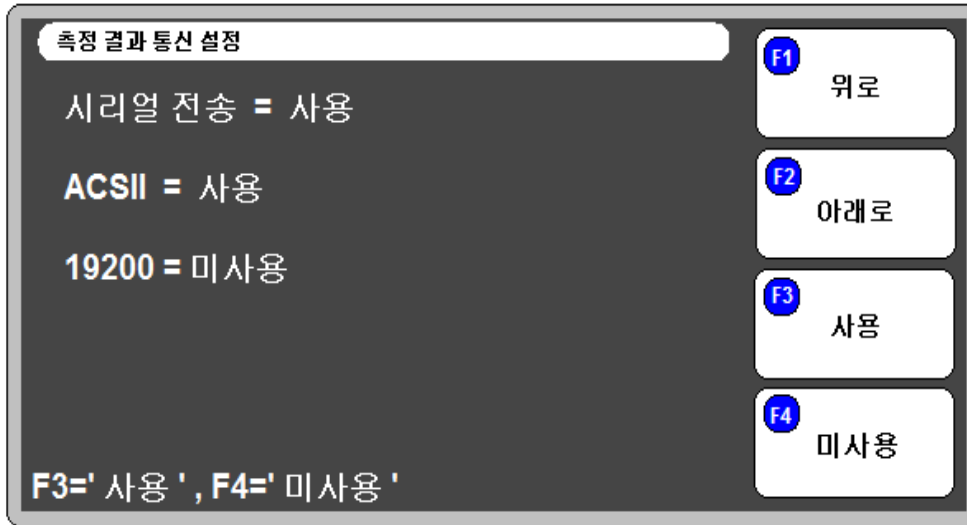 측정 결과 통신 설정
시리얼 전송 = 사용
ACSII = 사용
19200 = 미사용
F3=' 사용 ' , F4=' 미사용 '
F1
위로
F2
아래로
F3
사용
F4
미사용